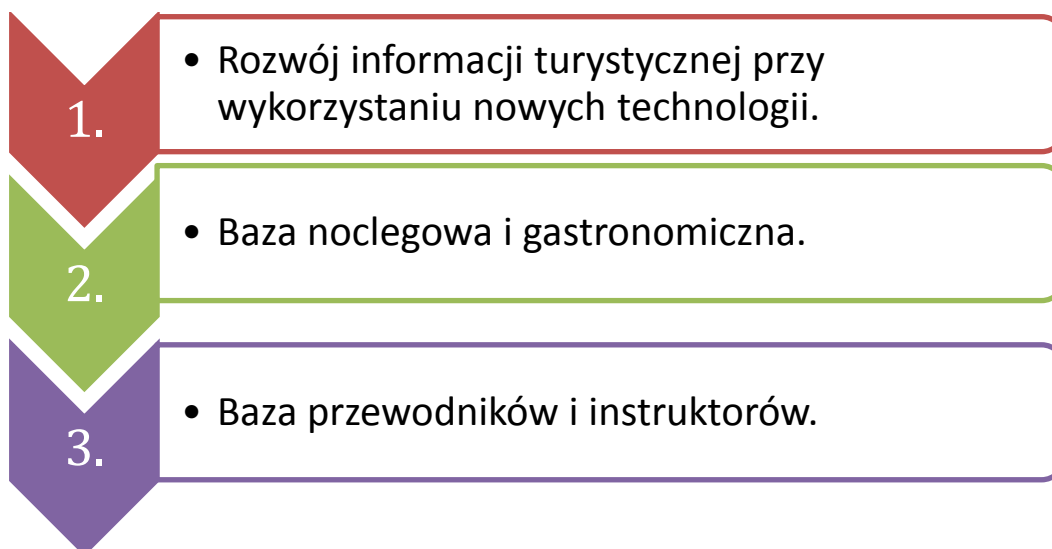 1.
• Rozwój informacji turystycznej przy
wykorzystaniu nowych technologii.
2.
• Baza noclegowa i gastronomiczna.
3.
• Baza przewodników i instruktorów.